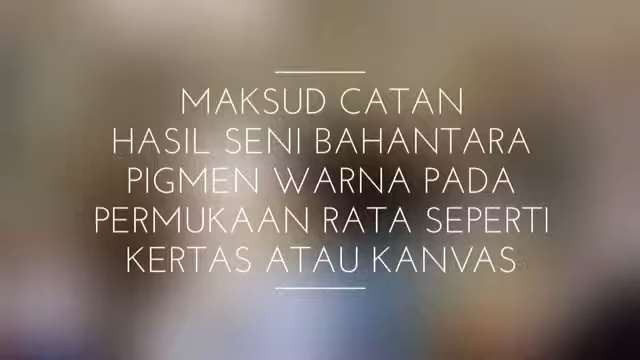 MAKSUD CATAN
HASIL SENI BAHANTARA
PIGMEN WARNA PADA
PERMUKAAN RATA SEPERTI
KERTAS ATAU KANVAS